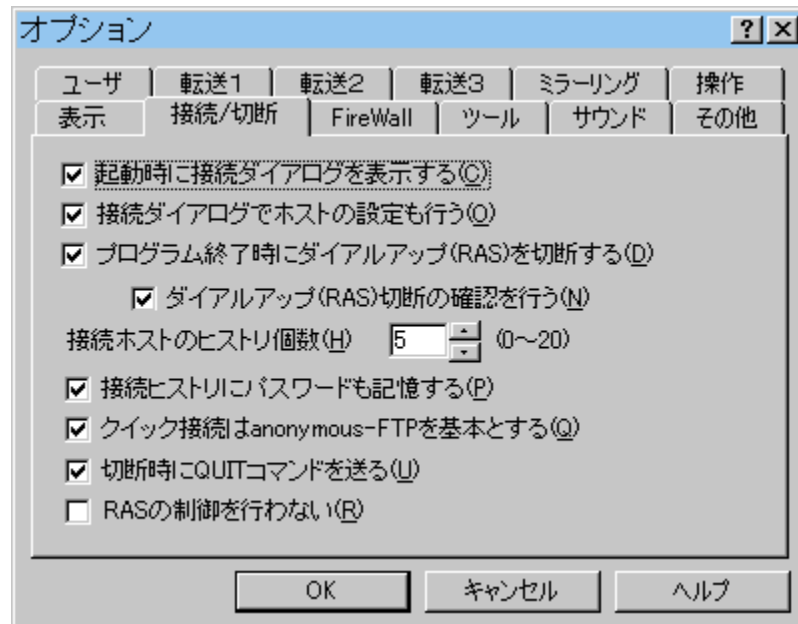 オプション
ユーザ 転送1 転送2 転送3 ミラーリング 操作
表示 接続/切断 FireWall ツール サウンド その他
起動時に接続ダイアログを表示する(C)
接続ダイアログでホストの設定も行う(O)
プログラム終了時にダイアルアップ(RAS)を切断する(D)
ダイアルアップ(RAS)切断の確認を行う(N)
接続ホストのヒストリ個数(H) 5 (0～20)
接続ヒストリにパスワードも記憶する(P)
クイック接続はanonymous-FTPを基本とする(Q)
切断時にQUITコマンドを送る(U)
RASの制御を行わない(R)
OK キャンセル ヘルプ